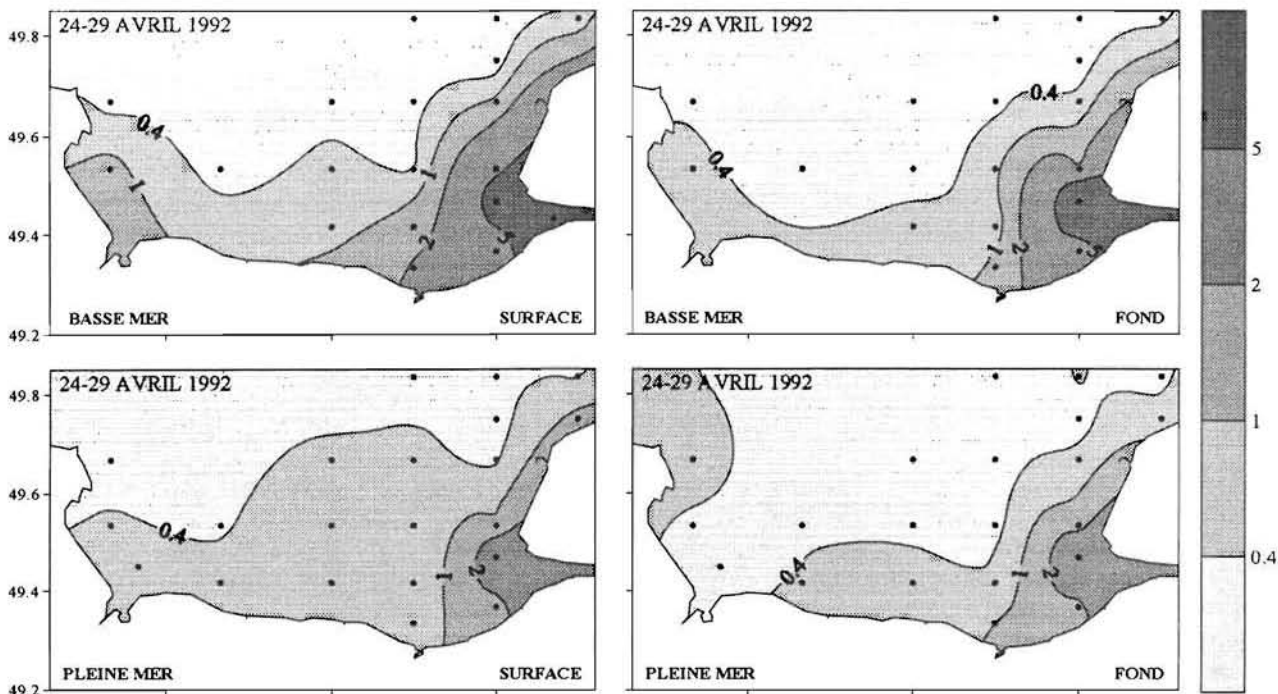 24-29 AVRIL 1992
49.8
49.6
49.4
49.2
0.4
1
1
2
5
BASSE MER
SURFACE
24-29 AVRIL 1992
0.4
0.4
1
2
5
BASSE MER
FOND
5
2
1
0.4
24-29 AVRIL 1992
49.8
49.6
49.4
49.2
0.4
1
2
PLEINE MER
SURFACE
24-29 AVRIL 1992
0.4
1
2
PLEINE MER
FOND